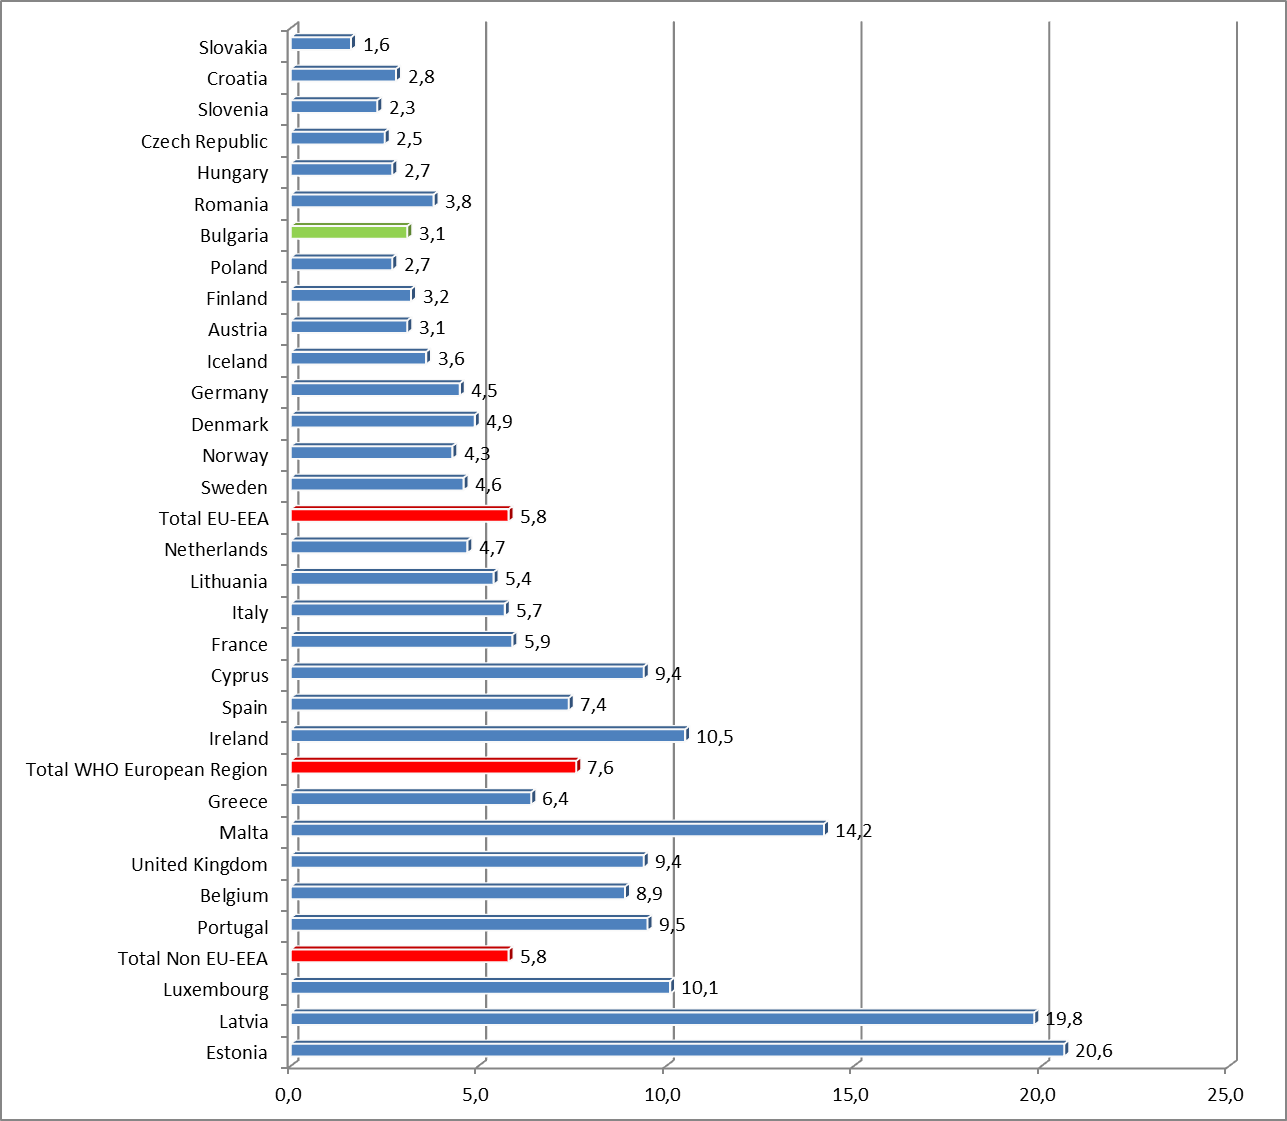 Slovakia 1,6
Croatia 2,8
Slovenia 2,3
Czech Republic 2,5
Hungary 2,7
Romania 3,8
Bulgaria 3,1
Poland 2,7
Finland 3,2
Austria 3,1
Iceland 3,6
Germany 4,5
Denmark 4,9
Norway 4,3
Sweden 4,6
Total EU-EEA 5,8
Netherlands 4,7
Lithuania 5,4
Italy 5,7
France 5,9
Cyprus 9,4
Spain 7,4
Ireland 10,5
Total WHO European Region 7,6
Greece 6,4
Malta 14,2
United Kingdom 9,4
Belgium 8,9
Portugal 9,5
Total Non EU-EEA 5,8
Luxembourg 10,1
Latvia 19,8
Estonia 20,6
0,0 5,0 10,0 15,0 20,0 25,0